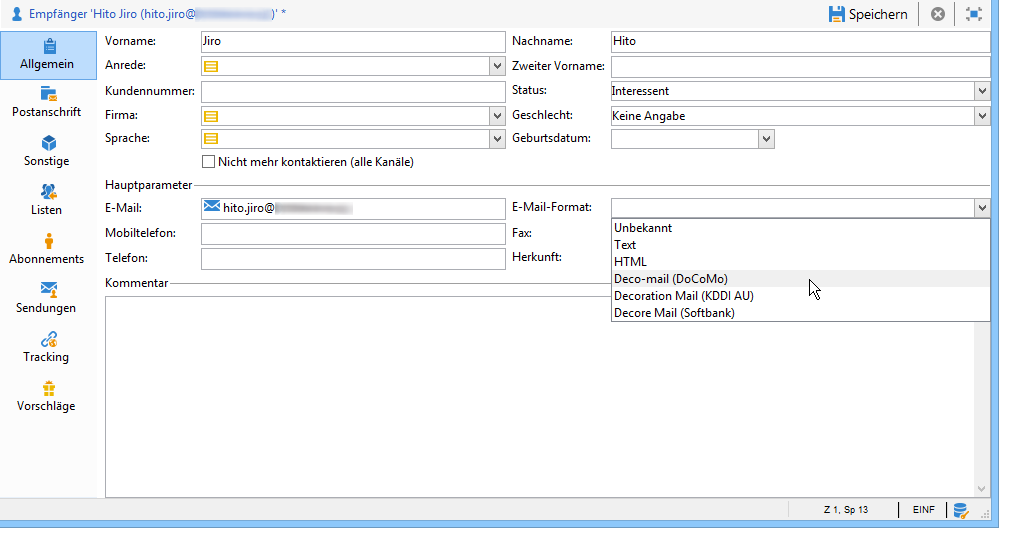 Empfänger 'Hito Jiro (hito.jiro@ )' *
Speichern
Allgemein
Postanschrift
Sonstige
Listen
Abonnements
Sendungen
Tracking
Vorschläge
Vorname: Jiro Nachname: Hito
Anrede: Zweiter Vorname:
Kundennummer: Status: Interessent
Firma: Geschlecht: Keine Angabe
Sprache: Geburtsdatum:
Nicht mehr kontaktieren (alle Kanäle)
Hauptparameter
E-Mail: hito.jiro@ E-Mail-Format:
Mobiltelefon: Fax:
Telefon: Herkunft:
Unbekannt
Text
HTML
Deco-mail (DoCoMo)
Decoration Mail (KDDI AU)
Decore Mail (Softbank)
Kommentar
Z 1, Sp 13 EINF